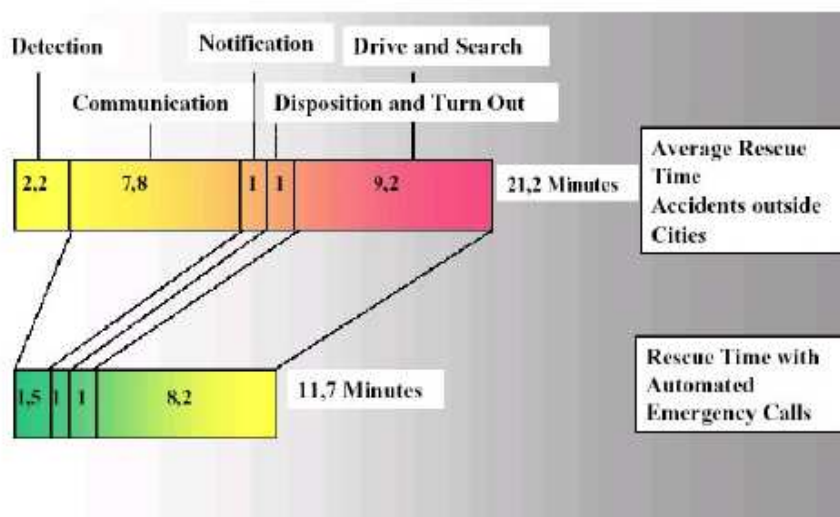 Detection
Notification
Drive and Search
Communication
Disposition and Turn Out
2,2
7,8
1
1
9,2
21,2 Minutes
Average Rescue
Time
Accidents outside
Cities
1,5
1
1
8,2
11,7 Minutes
Rescue Time with
Automated
Emergency Calls